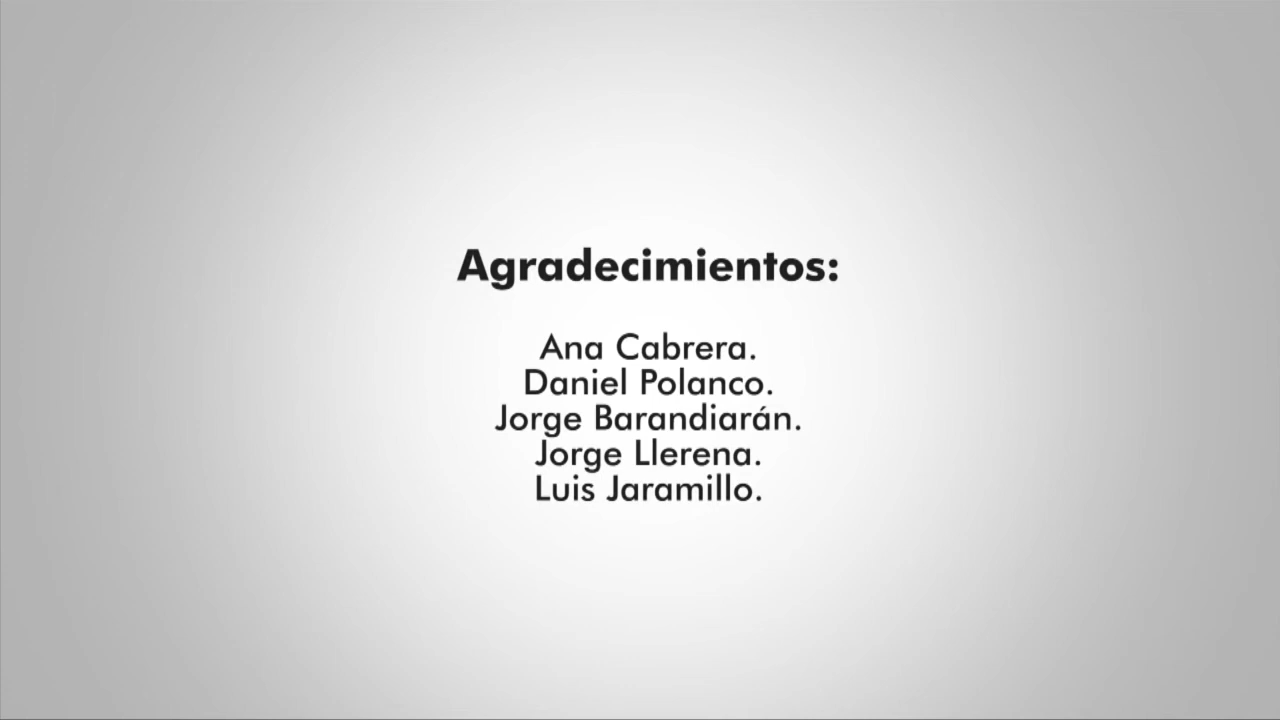 Agradecimientos:
Ana Cabrera.
Daniel Polanco.
Jorge Barandiarán.
Jorge Llerena.
Luis Jaramillo.